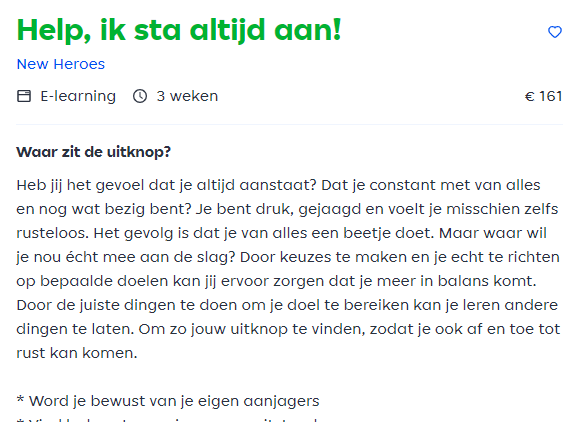 Help, ik sta altijd aan!
New Heroes
E-learning 3 weken € 161
Waar zit de uitknop?
Heb jij het gevoel dat je altijd aanstaat? Dat je constant met van alles
en nog wat bezig bent? Je bent druk, gejaagd en voelt je misschien zelfs
rusteloos. Het gevolg is dat je van alles een beetje doet. Maar waar wil
je nou écht mee aan de slag? Door keuzes te maken en je echt te richten
op bepaalde doelen kan jij ervoor zorgen dat je meer in balans komt.
Door de juiste dingen te doen om je doel te bereiken kan je leren andere
dingen te laten. Om zo jouw uitknop te vinden, zodat je ook af en toe tot
rust kan komen.
* Word je bewust van je eigen aanjagers